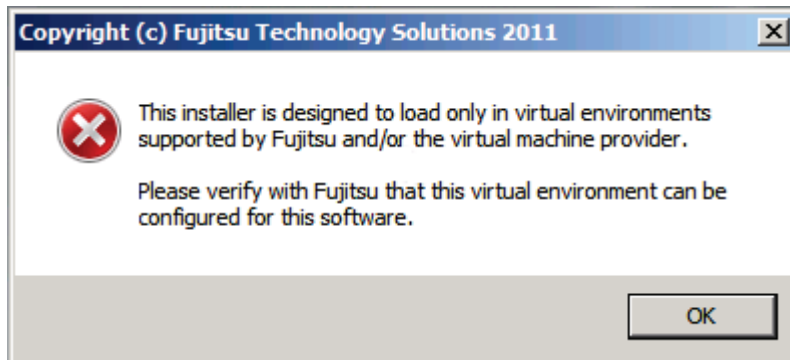 Copyright (c) Fujitsu Technology Solutions 2011
This installer is designed to load only in virtual environments
supported by Fujitsu and/or the virtual machine provider.
Please verify with Fujitsu that this virtual environment can be
configured for this software.
OK